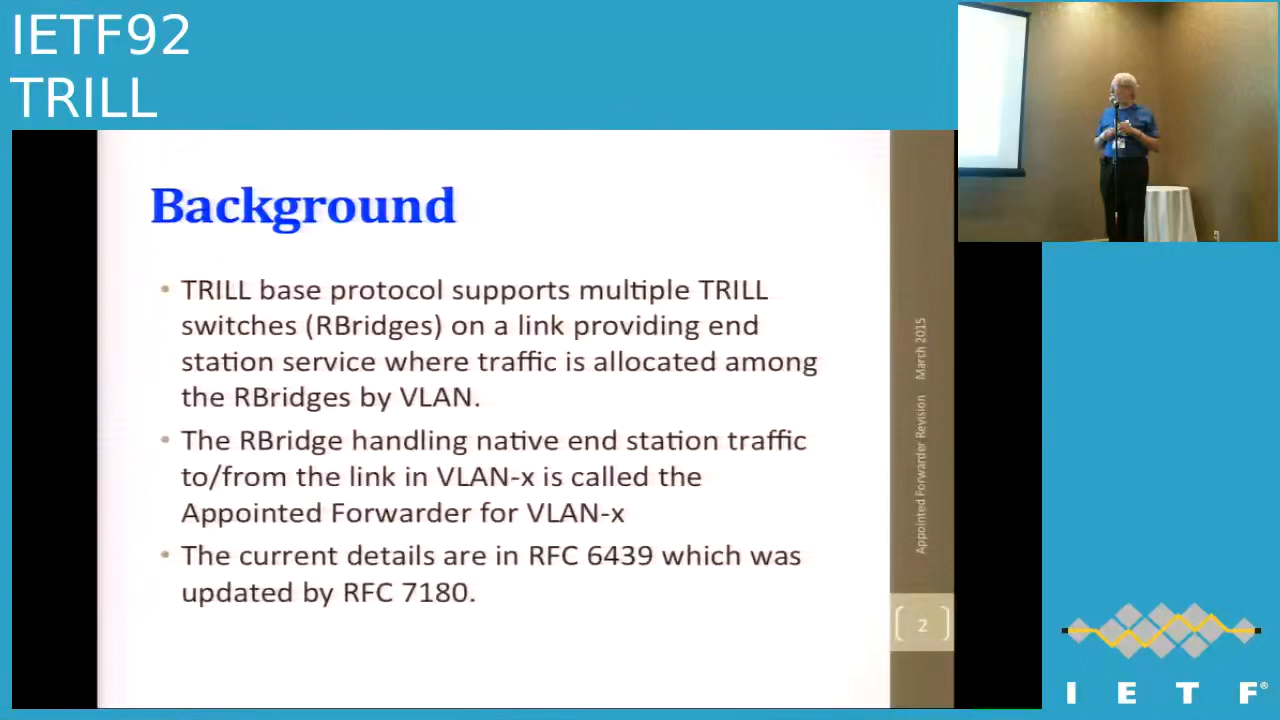 IETF92
TRILL
Background
• TRILL base protocol supports multiple TRILL
switches (RBridges) on a link providing end
station service where traffic is allocated among
the RBridges by VLAN.
• The RBridge handling native end station traffic
to/from the link in VLAN-x is called the
Appointed Forwarder for VLAN-x
• The current details are in RFC 6439 which was
updated by RFC 7180.
Appointed Forwarder Revision March 2015
2
I E T F®